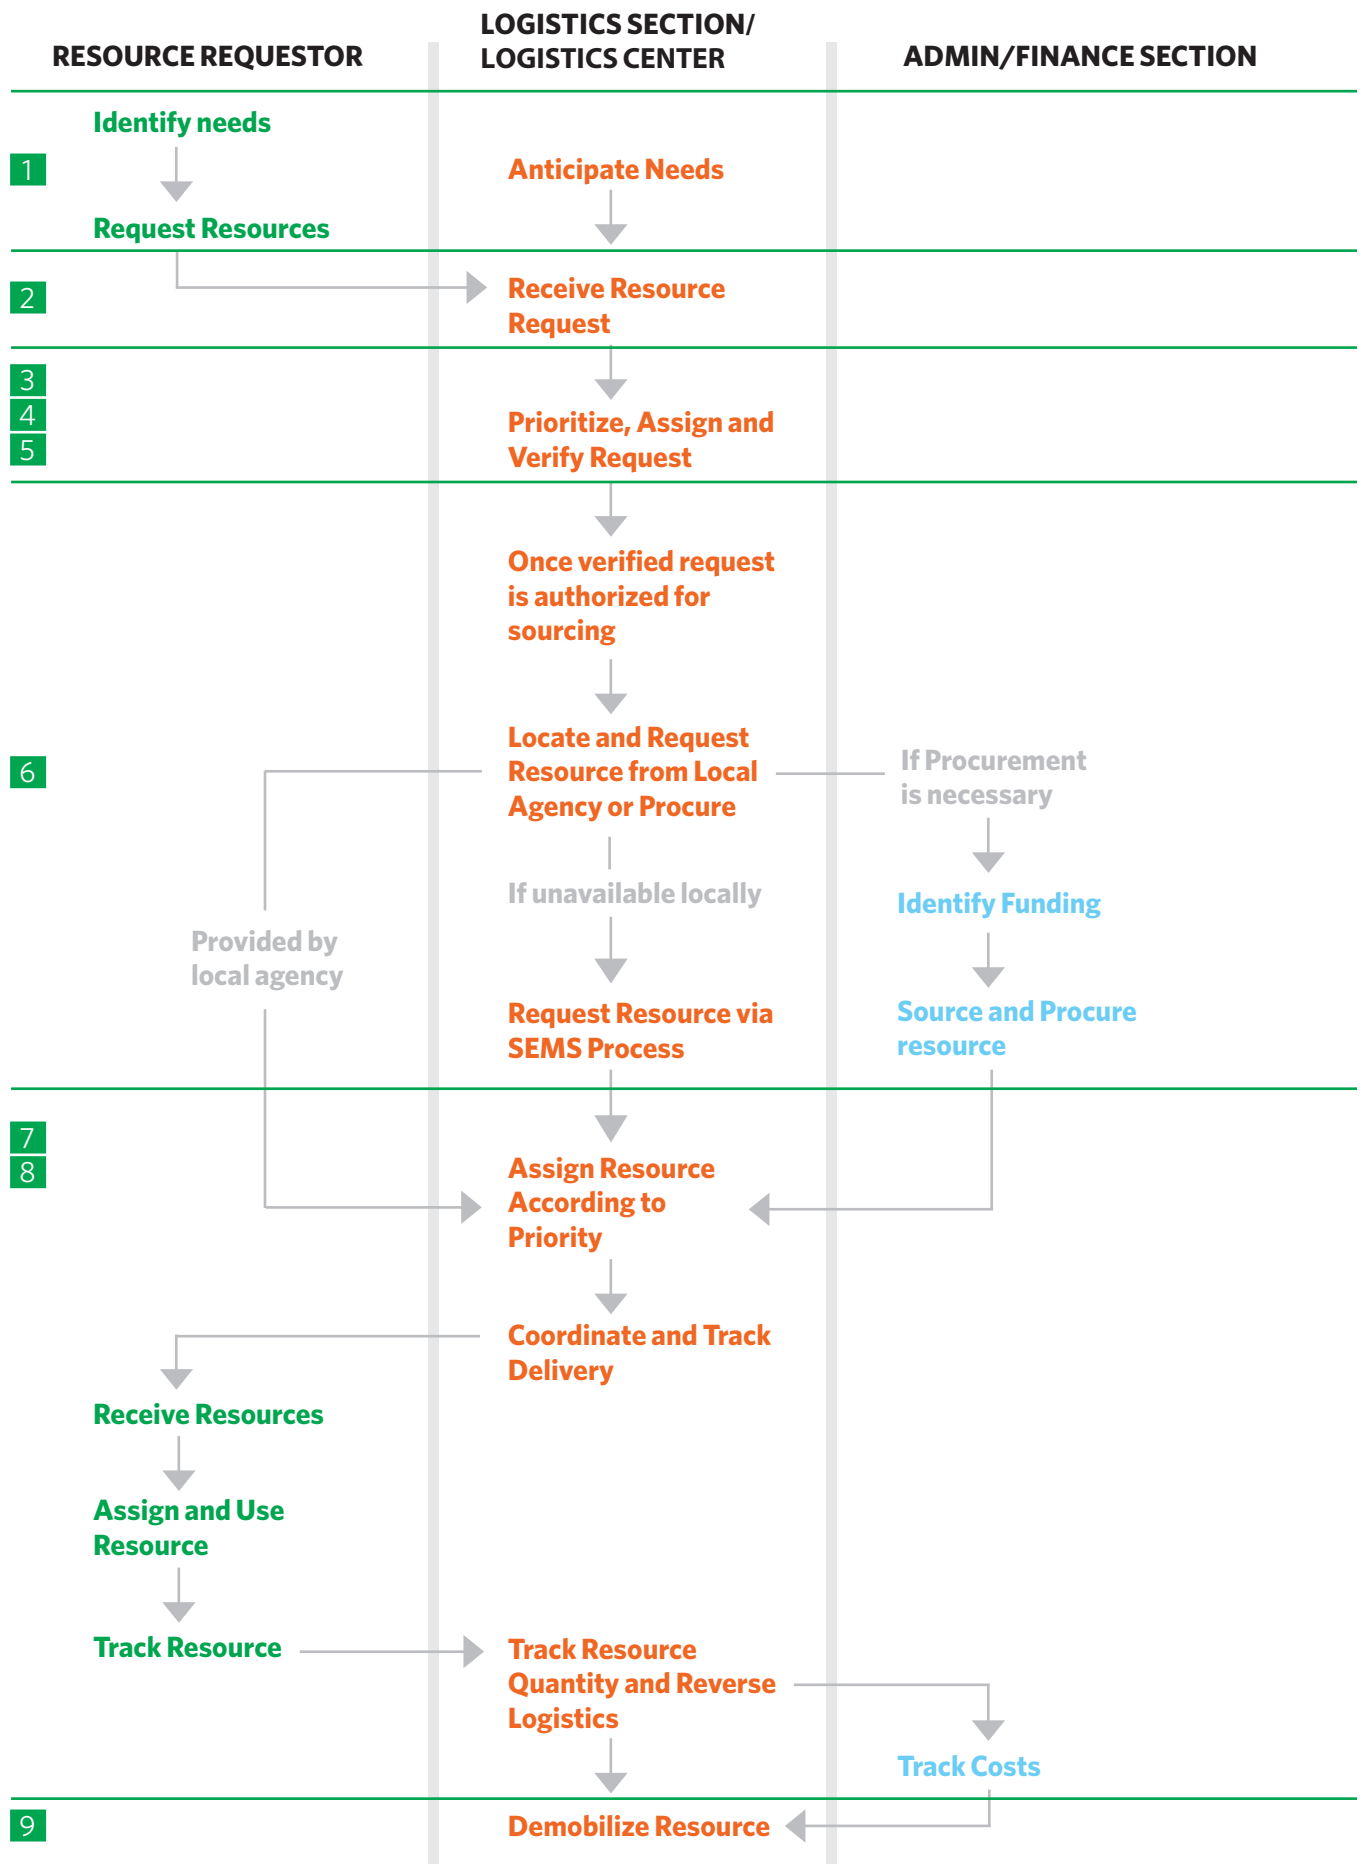 RESOURCE REQUESTOR
LOGISTICS SECTION/
LOGISTICS CENTER
ADMIN/FINANCE SECTION
1
Identify needs
Request Resources
Anticipate Needs
2
Receive Resource
Request
3
4
5
Prioritize, Assign and
Verify Request
6
Once verified request
is authorized for
sourcing
Locate and Request
Resource from Local
Agency or Procure
If Procurement
is necessary
If unavailable locally
Identify Funding
Provided by
local agency
Request Resource via
SEMS Process
Source and Procure
resource
7
8
Assign Resource
According to
Priority
Coordinate and Track
Delivery
Receive Resources
Assign and Use
Resource
Track Resource
Track Resource
Quantity and Reverse
Logistics
Track Costs
9
Demobilize Resource